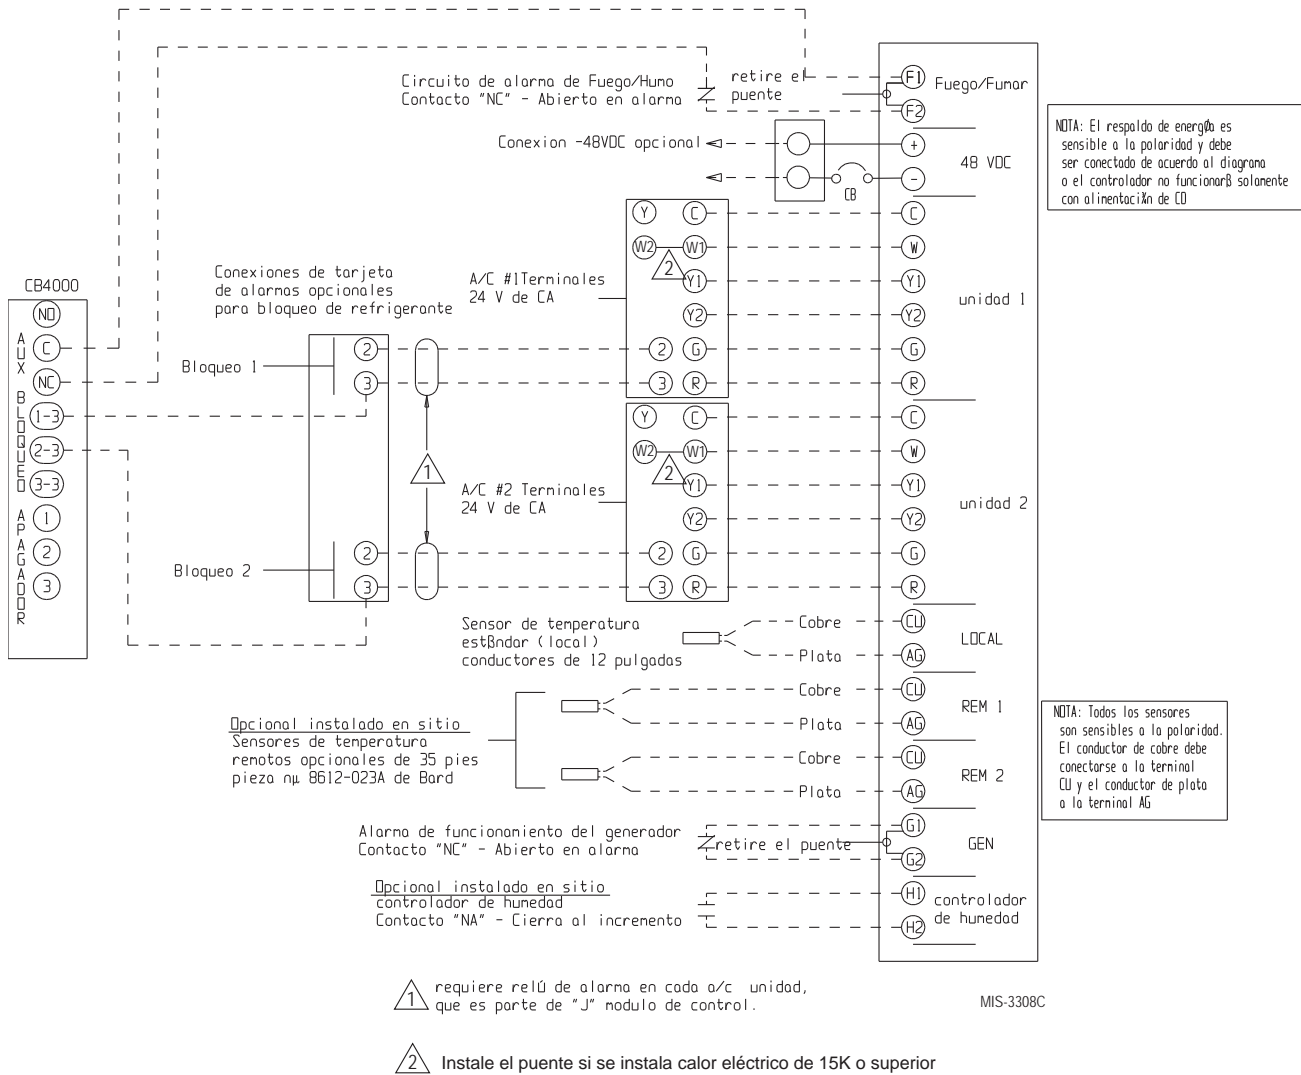 Circuito de alarma de Fuego/Humo
Contacto "NC" - Abierto en alarma
retire el
puente
F1
F2
Fuego/Fumar
Conexion -48VDC opcional
CB
+
-
48 VDC
NOTA: El respaldo de energØa es
sensible a la polaridad y debe
ser conectado de acuerdo al diagrama
o el controlador no funcionarß solamente
con alimentaci¾n de CD
CB4000
NO
C
NC
1-3
2-3
3-3
1
2
3
AUX BLOQUEO APAGADOR
Conexiones de tarjeta
de alarmas opcionales
para bloqueo de refrigerante
Bloqueo 1
2
3
Bloqueo 2
2
3
1
A/C #1Terminales
24 V de CA
Y C
W2 W1
2
Y1
Y2
2 G
3 R
C
W
Y1
Y2
G
R
unidad 1
A/C #2 Terminales
24 V de CA
Y C
W2 W1
2
Y1
Y2
2 G
3 R
C
W
Y1
Y2
G
R
unidad 2
Sensor de temperatura
estßndar (local)
conductores de 12 pulgadas
Cobre
Plata
CU
AG
LOCAL
Opcional instalado en sitio
Sensores de temperatura
remotos opcionales de 35 pies
pieza nµ 8612-023A de Bard
Cobre
Plata
CU
AG
REM 1
Cobre
Plata
CU
AG
REM 2
NOTA: Todos los sensores
son sensibles a la polaridad.
El conductor de cobre debe
conectarse a la terminal
CU y el conductor de plata
a la terminal AG
Alarma de funcionamiento del generador
Contacto "NC" - Abierto en alarma
retire el puente
G1
G2
GEN
Opcional instalado en sitio
controlador de humedad
Contacto "NA" - Cierra al incremento
H1
H2
controlador
de humedad
1 requiere relÚ de alarma en cada a/c unidad,
que es parte de "J" modulo de control.
MIS-3308C
2 Instale el puente si se instala calor eléctrico de 15K o superior